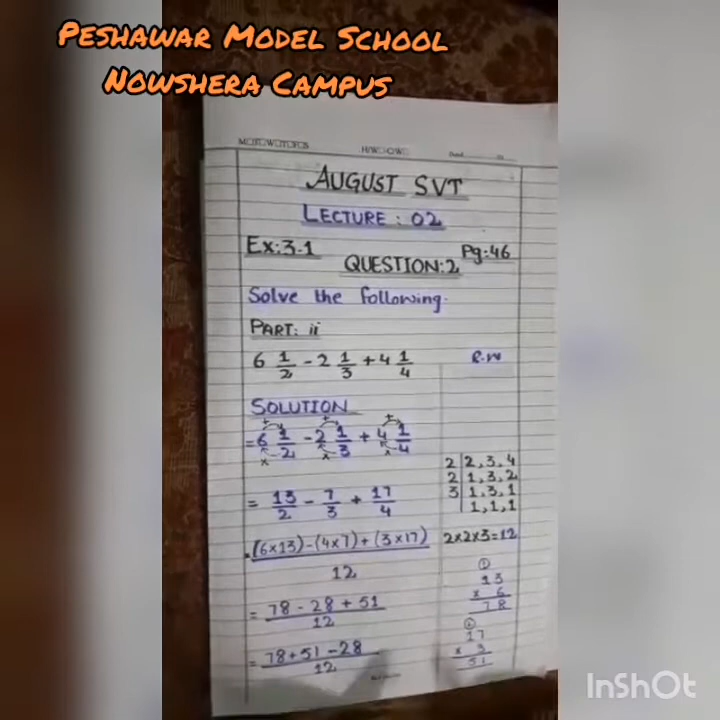 PESHAWAR MODEL SCHOOL
NOWSHERA CAMPUS
AUGUST SVT
LECTURE : 02
Ex:3.1
Pg:46
QUESTION:2
Solve the following.
PART: ii
6 1/2 - 2 1/3 + 4 1/4
R.W
SOLUTION
= 6 1/2 - 2 1/3 + 4 1/4
= 13/2 - 7/3 + 17/4
(6×13)-(4×7)+(3×17)
12
= 78 - 28 + 51
12
= 78+51-28
12
2 | 2,3,4
2 | 1,3,2
3 | 1,3,1
1,1,1
2×2×3=12
①
13
× 6
78
17
× 3
51
InShOt